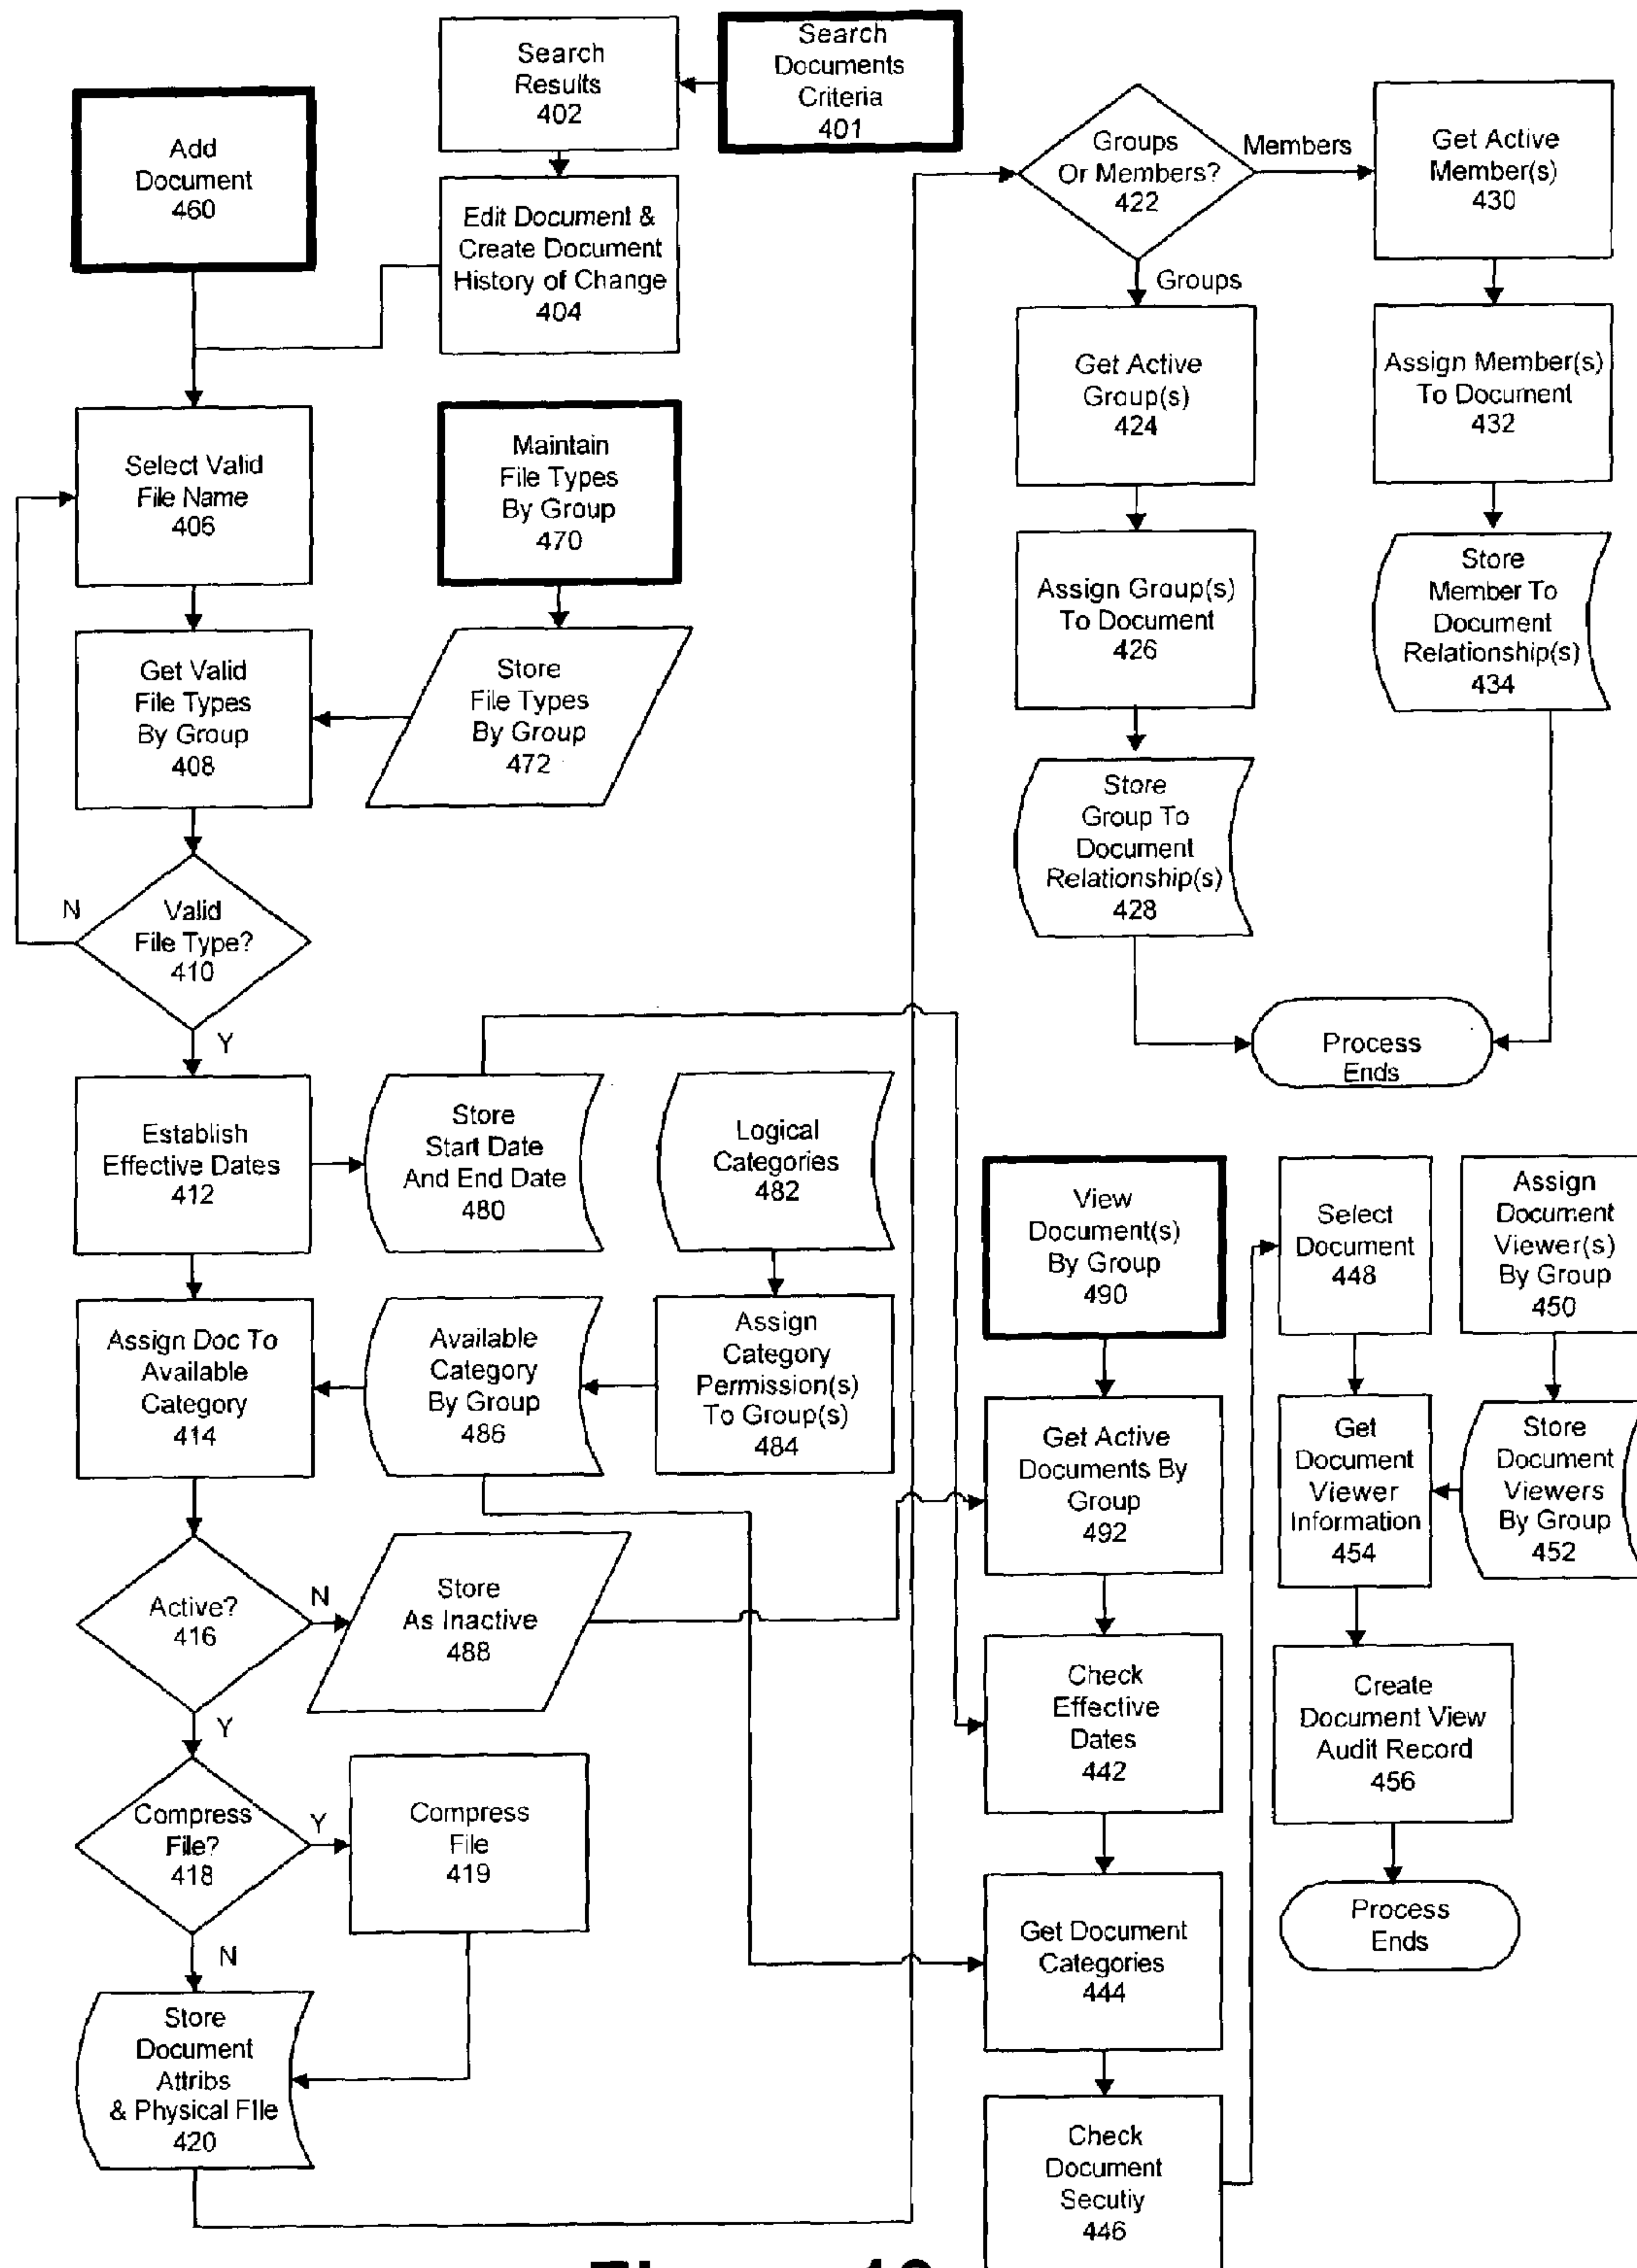 Search
Documents
Criteria
401
Search
Results
402
Add
Document
460
Edit Document &
Create Document
History of Change
404
Groups
Or Members?
422
Members
Groups
Get Active
Member(s)
430
Get Active
Group(s)
424
Assign Member(s)
To Document
432
Select Valid
File Name
406
Maintain
File Types
By Group
470
Assign Group(s)
To Document
426
Store
Member To
Document
Relationship(s)
434
Get Valid
File Types
By Group
408
Store
File Types
By Group
472
Store
Group To
Document
Relationship(s)
428
N
Valid
File Type?
410
Y
Process
Ends
Establish
Effective Dates
412
Store
Start Date
And End Date
480
Logical
Categories
482
View
Document(s)
By Group
490
Select
Document
448
Assign
Document
Viewer(s)
By Group
450
Assign Doc To
Available
Category
414
Available
Category
By Group
486
Assign
Category
Permission(s)
To Group(s)
484
Get Active
Documents By
Group
492
Get
Document
Viewer
Information
454
Store
Document
Viewers
By Group
452
Active?
416
N
Y
Store
As Inactive
488
Check
Effective
Dates
442
Create
Document View
Audit Record
456
Compress
File?
418
Y
N
Compress
File
419
Get Document
Categories
444
Process
Ends
Store
Document
Attribs
& Physical FIle
420
Check
Document
Secutiy
446